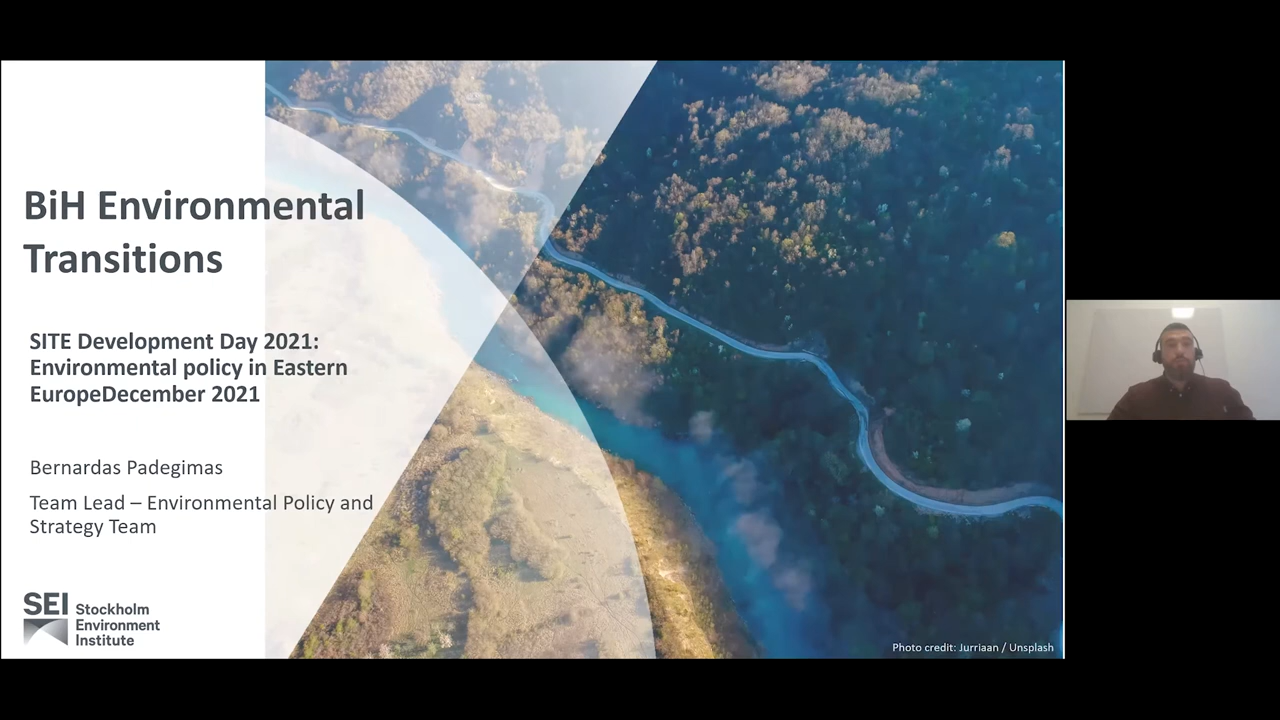 BiH Environmental
Transitions
SITE Development Day 2021:
Environmental policy in Eastern
EuropeDecember 2021
Bernardas Padegimas
Team Lead – Environmental Policy and
Strategy Team
SEI Stockholm
Environment
Institute
Photo credit: Jurriaan / Unsplash